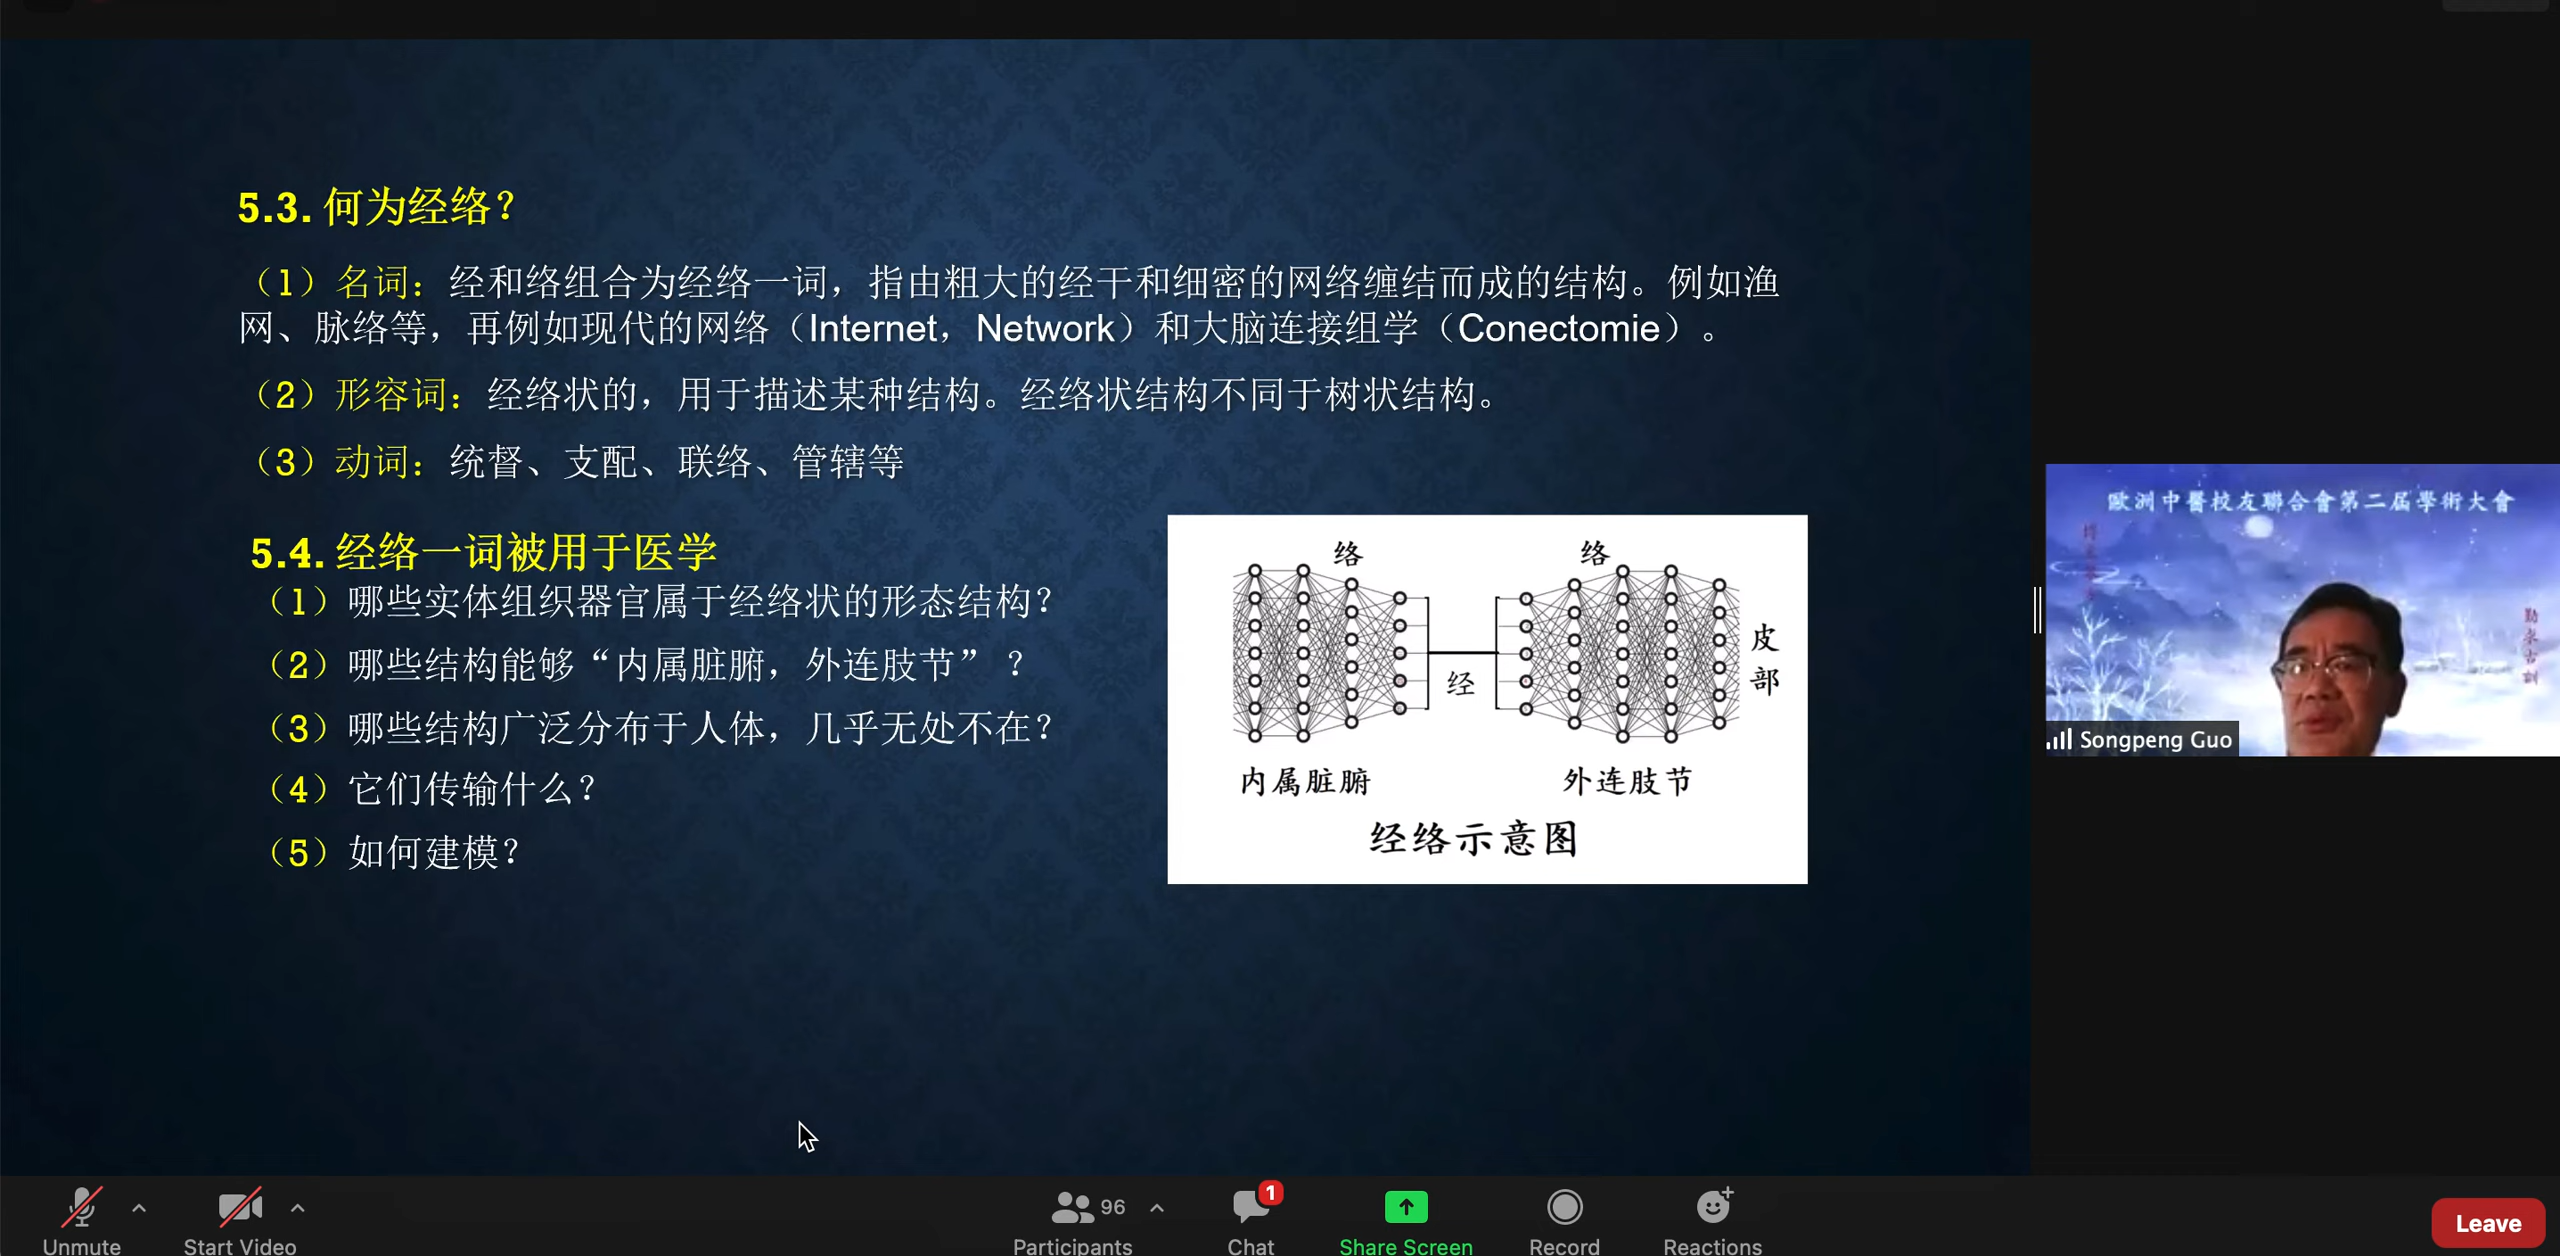 5.3. 何为经络？
（1）名词：经和络组合为经络一词，指由粗大的经干和细密的网络缠结而成的结构。例如渔
网、脉络等，再例如现代的网络（Internet，Network）和大脑连接组学（Conectomie）。
（2）形容词：经络状的，用于描述某种结构。经络状结构不同于树状结构。
（3）动词：统督、支配、联络、管辖等
5.4. 经络一词被用于医学
（1）哪些实体组织器官属于经络状的形态结构？
（2）哪些结构能够“内属脏腑，外连肢节”？
（3）哪些结构广泛分布于人体，几乎无处不在？
（4）它们传输什么？
（5）如何建模？
络
络
经
皮
部
内属脏腑
外连肢节
经络示意图
歐洲中醫校友聯合會第二屆學術大會
Songpeng Guo
Unmute
Start Video
96
Participants
1
Chat
Share Screen
Record
Reactions
Leave